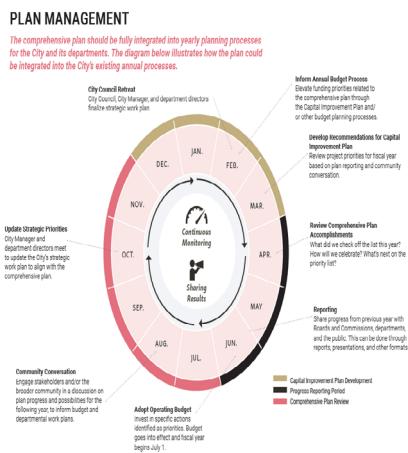 PLAN MANAGEMENT
The comprehensive plan should be fully integrated into yearly planning processes
for the City and its departments. The diagram below illustrates how the plan could
be integrated into the City's existing annual processes.
City Council Retreat
City Council, City Manager, and department directors
finalize strategic work plan
Inform Annual Budget Process
Elevate funding priorities related to
the comprehensive plan through
the Capital Improvement Plan and/
or other budget planning processes.
Develop Recommendations for Capital
Improvement Plan
Review project priorities for fiscal year
based on plan reporting and community
conversation.
Review Comprehensive Plan
Accomplishments
What did we check off the list this year?
How will we celebrate? What's next on the
priority list?
Reporting
Share progress from previous year with
Boards and Commissions, departments,
and the public. This can be done through
reports, presentations, and other formats
Adopt Operating Budget
Invest in specific actions
identified as priorities. Budget
goes into effect and fiscal year
begins July 1.
Community Conversation
Engage stakeholders and/or the
broader community in a discussion on
plan progress and possibilities for the
following year, to inform budget and
departmental work plans.
Update Strategic Priorities
City Manager and
department directors meet
to update the City's strategic
work plan to align with the
comprehensive plan.
JAN.
FEB.
MAR.
APR.
MAY
JUN.
JUL.
AUG.
SEP.
OCT.
NOV.
DEC.
Continuous
Monitoring
Sharing
Results
Capital Improvement Plan Development
Progress Reporting Period
Comprehensive Plan Review